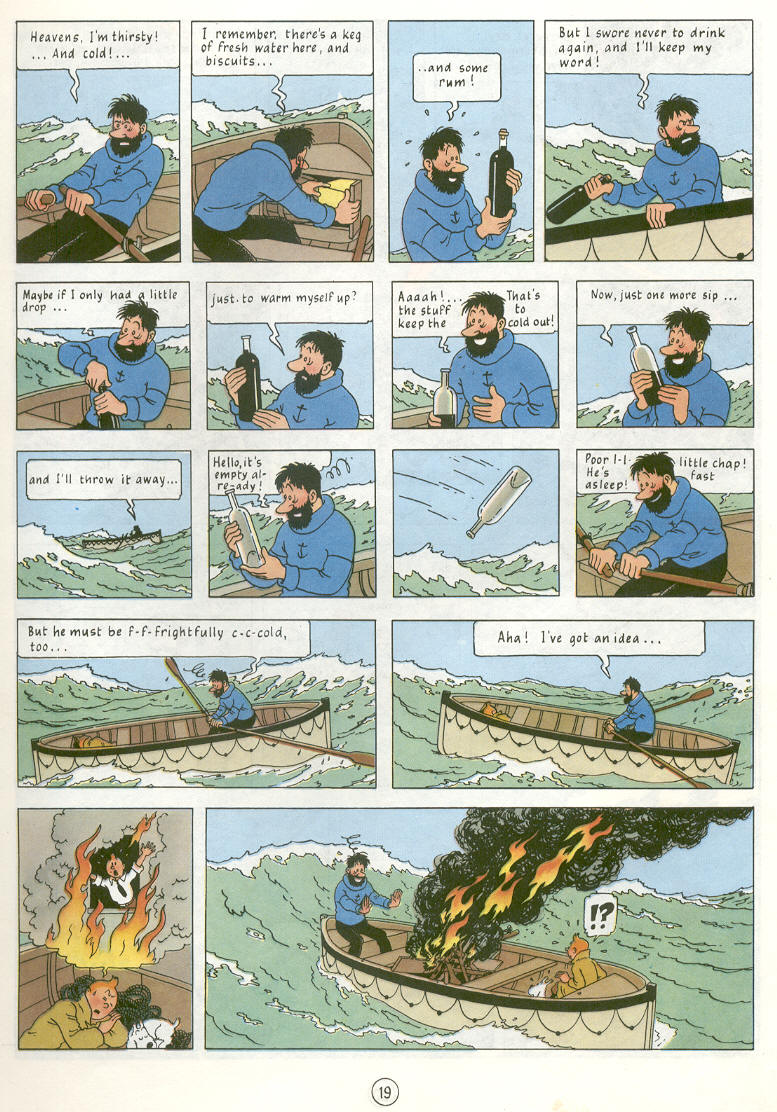 Heavens, I'm thirsty!
... And cold!...
I remember, there's a keg
of fresh water here, and
biscuits...
..and some
rum!
But I swore never to drink
again, and I'll keep my
word!
Maybe if I only had a little
drop ...
just to warm myself up?
Aaaah!... That's
the stuff to
keep the cold out!
Now, just one more sip ...
and I'll throw it away...
Hello, it's
empty al-
re-ady!
Poor l-l- little chap!
He's fast
asleep!
But he must be f-f-frightfully c-c-cold,
too...
Aha! I've got an idea...
!?
19